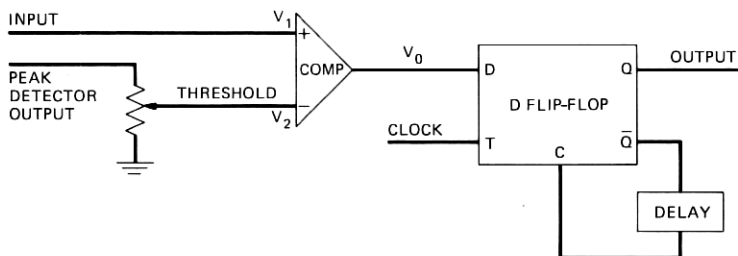 INPUT
PEAK
DETECTOR
OUTPUT
THRESHOLD
V1
+
COMP
−
V2
V0
CLOCK
D
Q
D FLIP-FLOP
T
C
Q̅
OUTPUT
DELAY